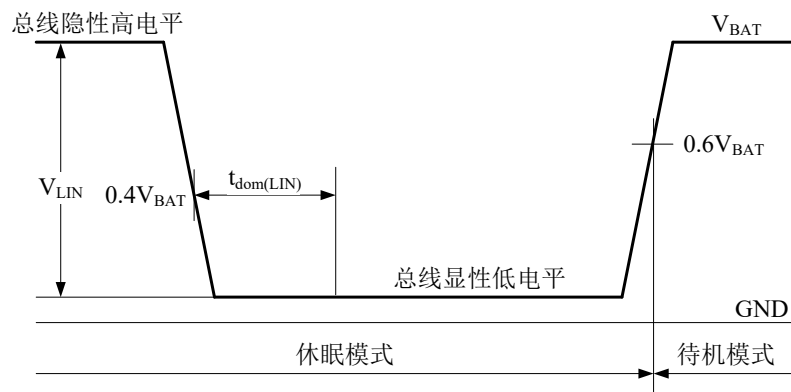 总线隐性高电平
V_BAT
0.6V_BAT
V_LIN
0.4V_BAT
t_dom(LIN)
总线显性低电平
GND
休眠模式
待机模式